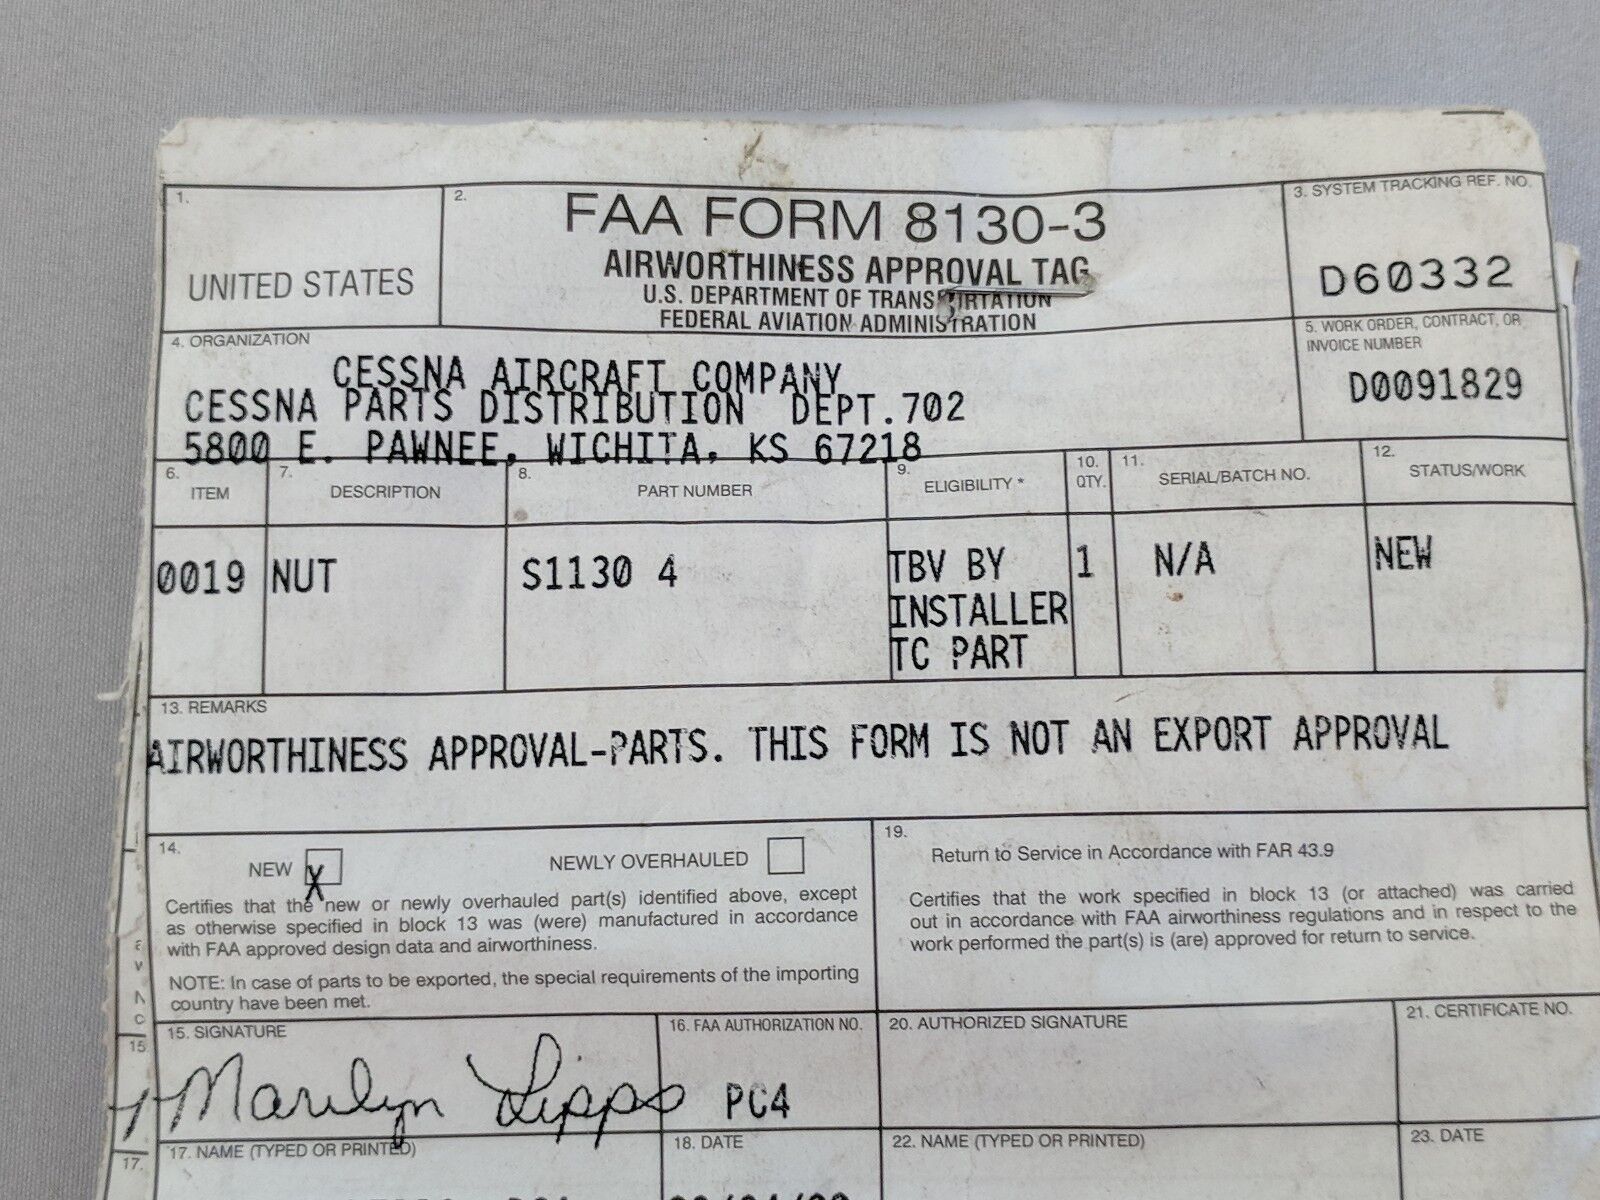 1.
UNITED STATES
2.
FAA FORM 8130-3
AIRWORTHINESS APPROVAL TAG
U.S. DEPARTMENT OF
FEDERAL AVIATION ADMINISTRATION
3. SYSTEM TRACKING REF. NO.
D60332
4. ORGANIZATION
CESSNA AIRCRAFT COMPANY
CESSNA PARTS DISTRIBUTION DEPT.702
5800 E. PAWNEE, WICHITA, KS 67218
5. WORK ORDER, CONTRACT, OR
INVOICE NUMBER
D0091829
6.
ITEM
7.
DESCRIPTION
8.
PART NUMBER
9.
ELIGIBILITY *
10.
QTY.
11.
SERIAL/BATCH NO.
12.
STATUS/WORK
0019
NUT
S1130 4
TBV BY
INSTALLER
TC PART
1
N/A
NEW
13. REMARKS
AIRWORTHINESS APPROVAL-PARTS. THIS FORM IS NOT AN EXPORT APPROVAL
14.
NEW X
NEWLY OVERHAULED
Certifies that the new or newly overhauled part(s) identified above, except
as otherwise specified in block 13 was (were) manufactured in accordance
with FAA approved design data and airworthiness.
NOTE: In case of parts to be exported, the special requirements of the importing
country have been met.
19.
Return to Service in Accordance with FAR 43.9
Certifies that the work specified in block 13 (or attached) was carried
out in accordance with FAA airworthiness regulations and in respect to the
work performed the part(s) is (are) approved for return to service.
15. SIGNATURE
Marilyn Lipps
16. FAA AUTHORIZATION NO.
PC4
20. AUTHORIZED SIGNATURE
21. CERTIFICATE NO.
17. NAME (TYPED OR PRINTED)
18. DATE
22. NAME (TYPED OR PRINTED)
23. DATE
15
17.